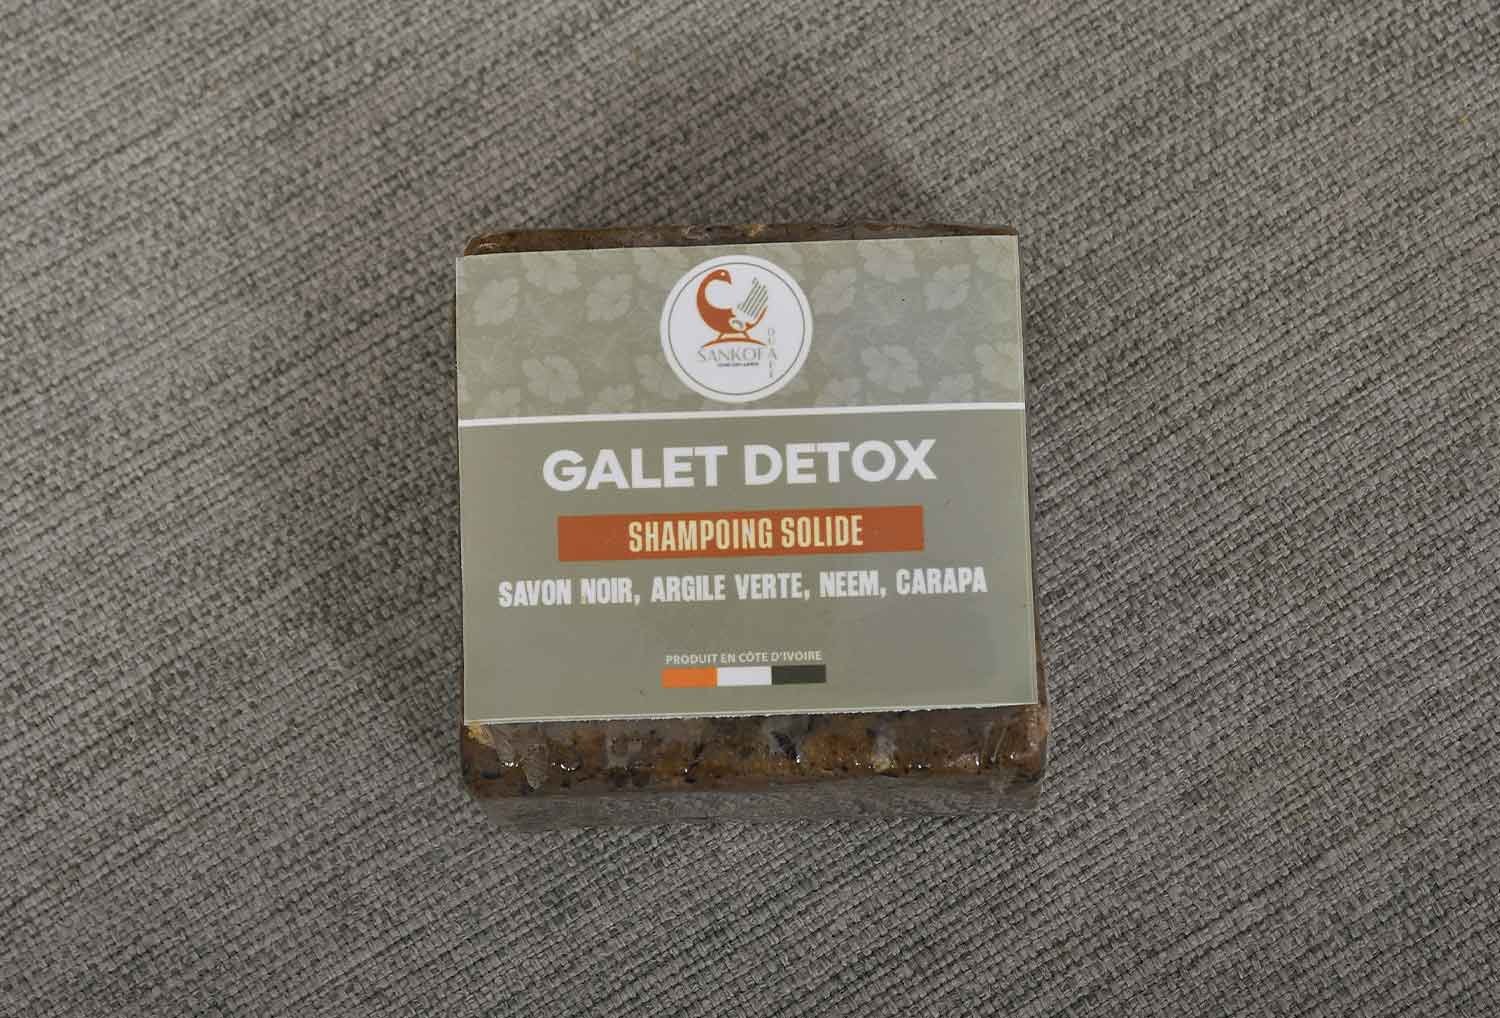 SANKOFA
GALET DETOX
SHAMPOING SOLIDE
SAVON NOIR, ARGILE VERTE, NEEM, CARAPA
PRODUIT EN CÔTE D'IVOIRE